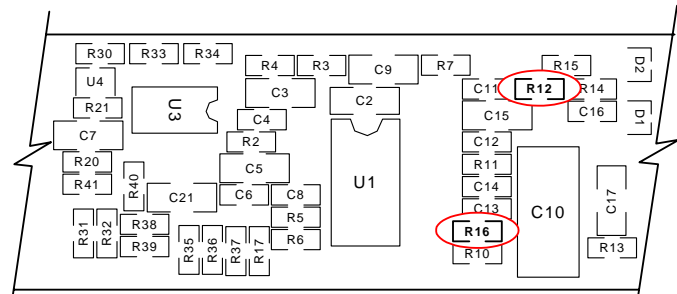 R30 R33 R34
R4 R3 C9 R7 R15 D2
U4 C3 C11 R12 R14
R21 U3 C2 C15 C16 D1
C7 C4
R2 C12
R20 C5 R11
R41 R40 U1 C14
C21 C6 C8 C13 C10 C17
R31 R32 R38 R5 R16
R39 R35 R36 R37 R17 R6 R10 R13